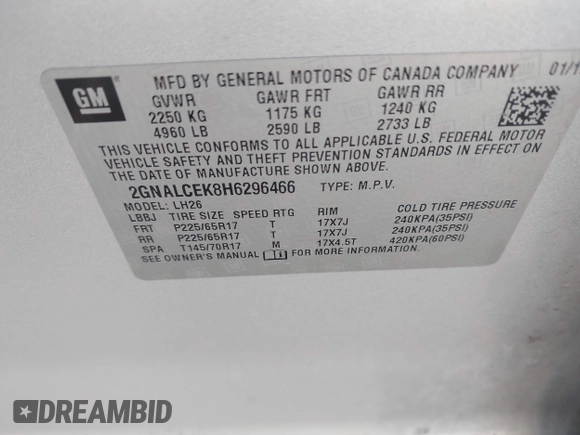 GM
MFD BY GENERAL MOTORS OF CANADA COMPANY 01/1
GVWR GAWR FRT GAWR RR
2250 KG 1175 KG 1240 KG
4960 LB 2590 LB 2733 LB
THIS VEHICLE CONFORMS TO ALL APPLICABLE U.S. FEDERAL MOTOR
VEHICLE SAFETY AND THEFT PREVENTION STANDARDS IN EFFECT ON
THE DATE OF MANUFACTURE SHOWN ABOVE.
2GNALCEK8H6296466 TYPE: M.P.V.
MODEL: LH26
LBBJ TIRE SIZE SPEED RTG RIM COLD TIRE PRESSURE
FRT P225/65R17 T 17X7J 240KPA(35PSI)
RR P225/65R17 T 17X7J 240KPA(35PSI)
SPA T145/70R17 M 17X4.5T 420KPA(60PSI)
SEE OWNER'S MANUAL FOR MORE INFORMATION
DREAMBID